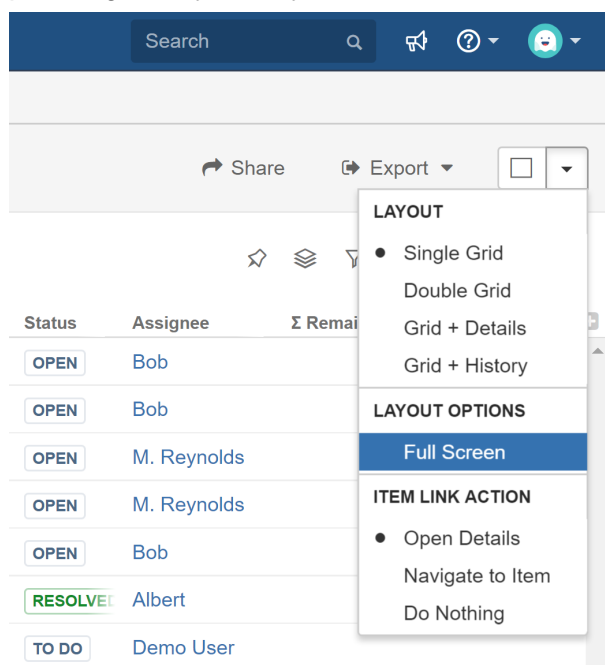 Search
Share Export
LAYOUT
Single Grid
Double Grid
Grid + Details
Grid + History
LAYOUT OPTIONS
Full Screen
ITEM LINK ACTION
Open Details
Navigate to Item
Do Nothing
Status Assignee Σ Remai
OPEN Bob
OPEN Bob
OPEN M. Reynolds
OPEN M. Reynolds
OPEN Bob
RESOLVED Albert
TO DO Demo User